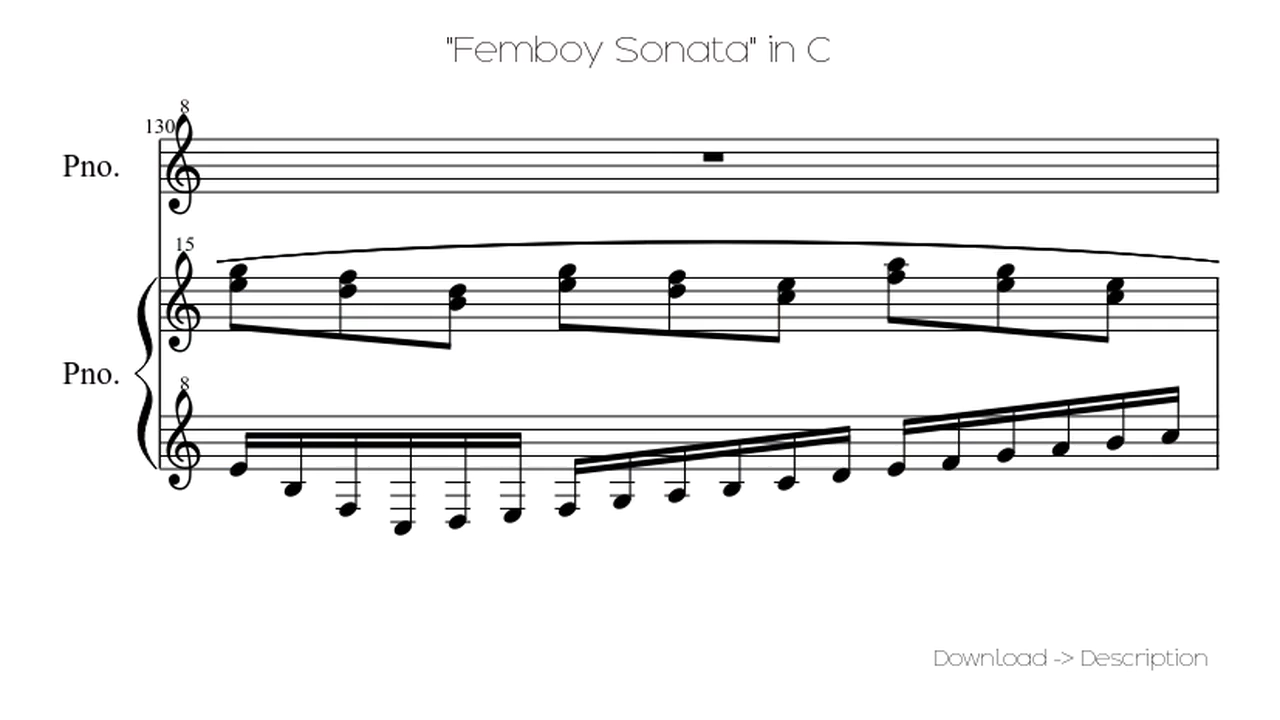 "Femboy Sonata" in C
8
130
Pno.
15
Pno.
8
Download -> Description